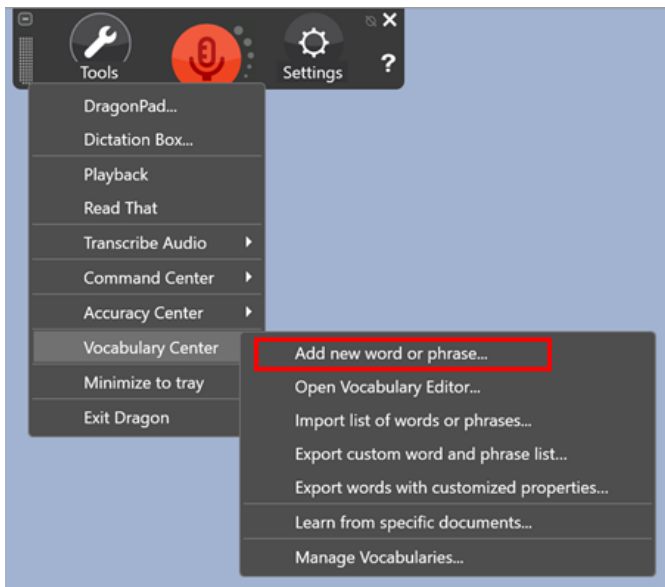 Tools
Settings
?
DragonPad...
Dictation Box...
Playback
Read That
Transcribe Audio
Command Center
Accuracy Center
Vocabulary Center
Minimize to tray
Exit Dragon
Add new word or phrase...
Open Vocabulary Editor...
Import list of words or phrases...
Export custom word and phrase list...
Export words with customized properties...
Learn from specific documents...
Manage Vocabularies...